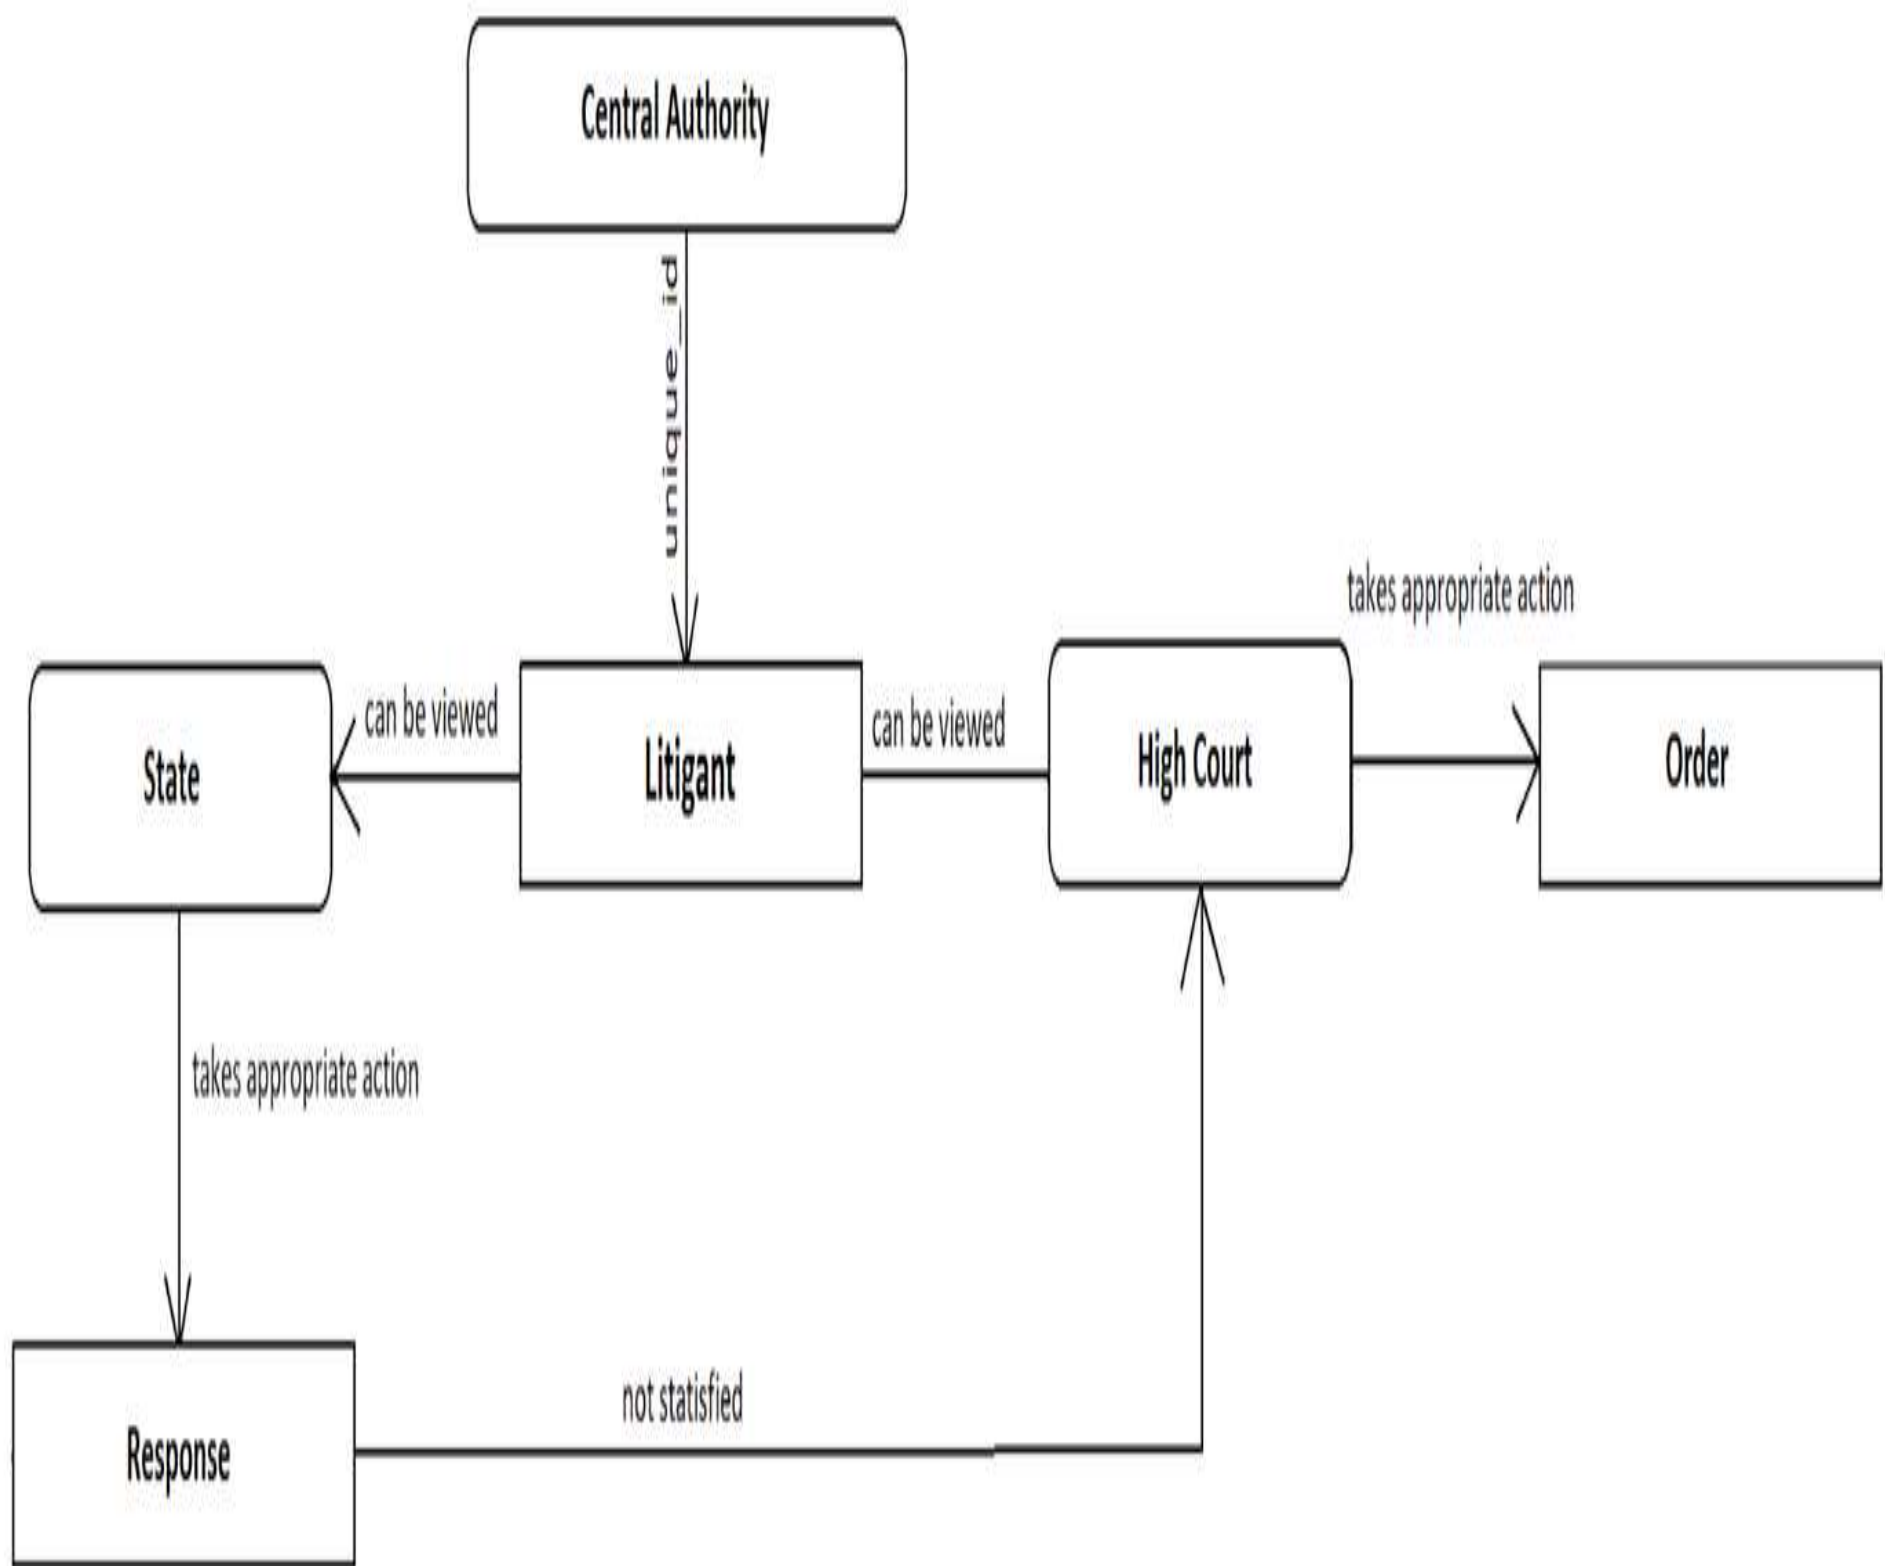 Central Authority
unique_id
takes appropriate action
can be viewed
can be viewed
State
Litigant
High Court
Order
takes appropriate action
not statisfied
Response